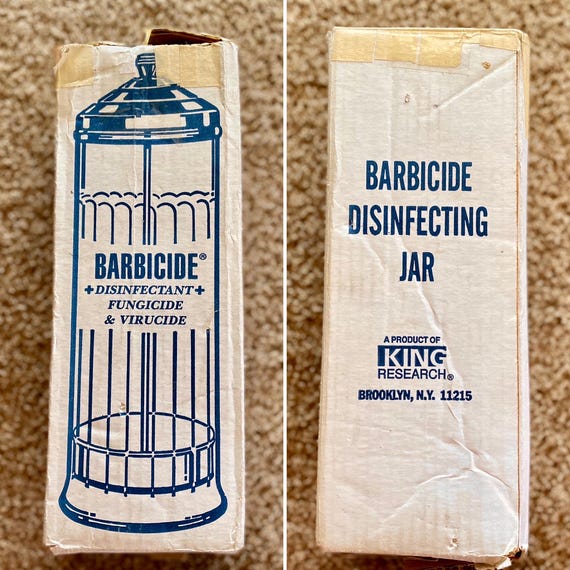 BARBICIDE®
+DISINFECTANT+
FUNGICIDE
& VIRUCIDE
BARBICIDE
DISINFECTING
JAR
A PRODUCT OF
KING
RESEARCH®
BROOKLYN, N.Y. 11215